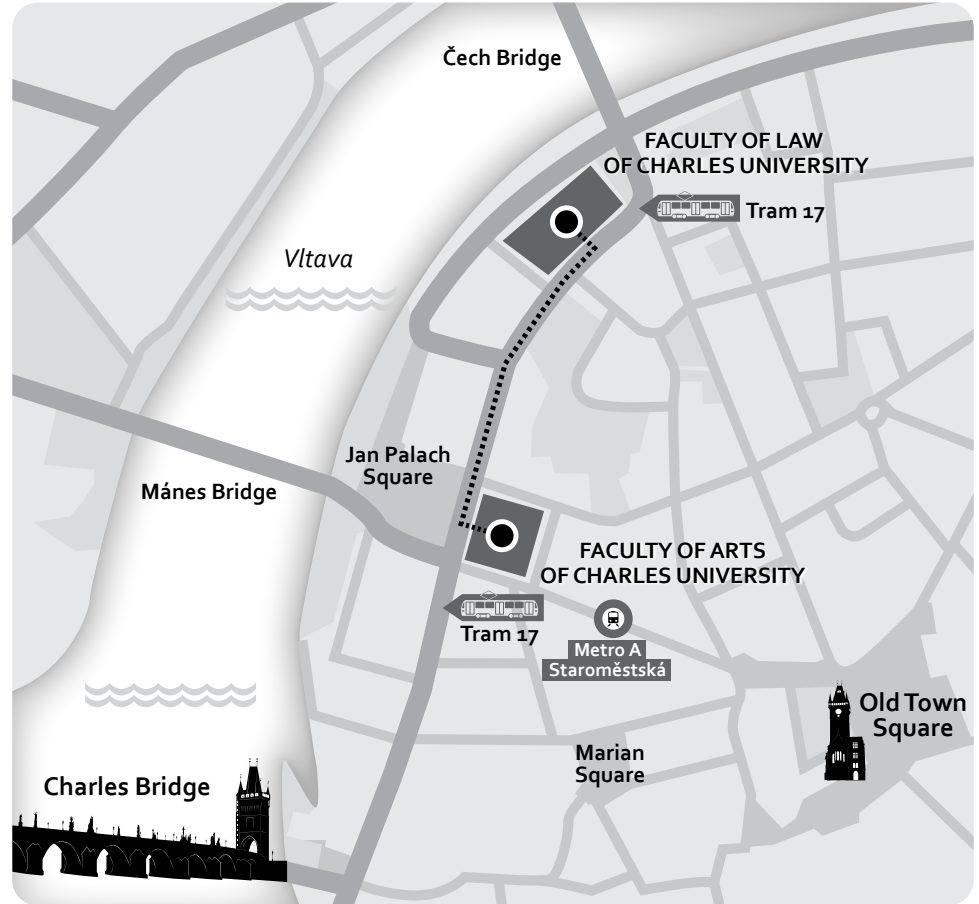 Čech Bridge
FACULTY OF LAW
OF CHARLES UNIVERSITY
Tram 17
Vltava
Jan Palach
Square
Mánes Bridge
FACULTY OF ARTS
OF CHARLES UNIVERSITY
Tram 17
Metro A
Staroměstská
Old Town
Square
Marian
Square
Charles Bridge